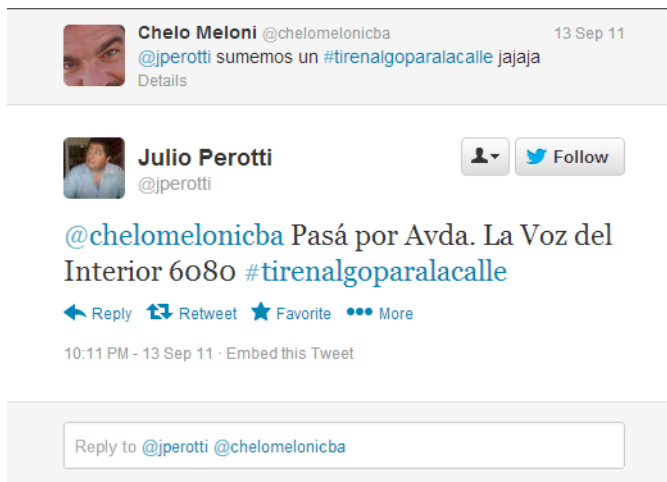 Chelo Meloni @chelomelonicba 13 Sep 11
@jperotti sumemos un #tirenalgoparalacalle jajaja
Details
Julio Perotti
@jperotti
Follow
@chelomelonicba Pasá por Avda. La Voz del
Interior 6080 #tirenalgoparalacalle
Reply Retweet Favorite More
10:11 PM - 13 Sep 11 · Embed this Tweet
Reply to @jperotti @chelomelonicba